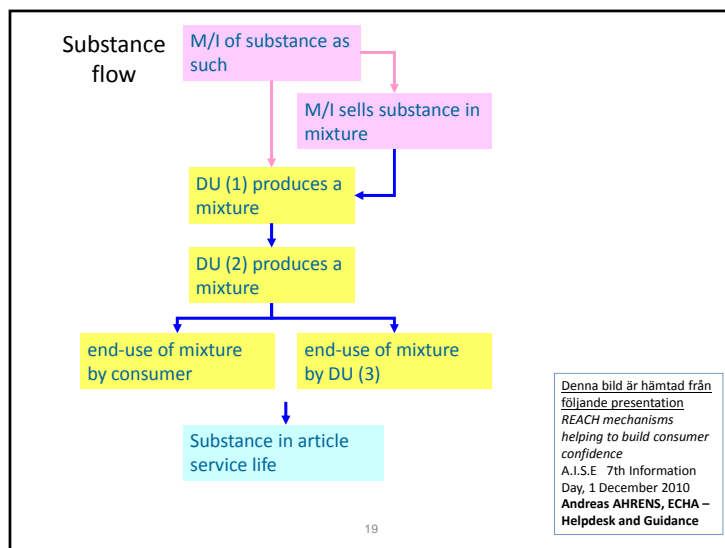 Substance
flow
M/I of substance as
such
M/I sells substance in
mixture
DU (1) produces a
mixture
DU (2) produces a
mixture
end-use of mixture
by consumer
end-use of mixture
by DU (3)
Substance in article
service life
Denna bild är hämtad från
följande presentation
REACH mechanisms
helping to build consumer
confidence
A.I.S.E 7th Information
Day, 1 December 2010
Andreas AHRENS, ECHA –
Helpdesk and Guidance
19